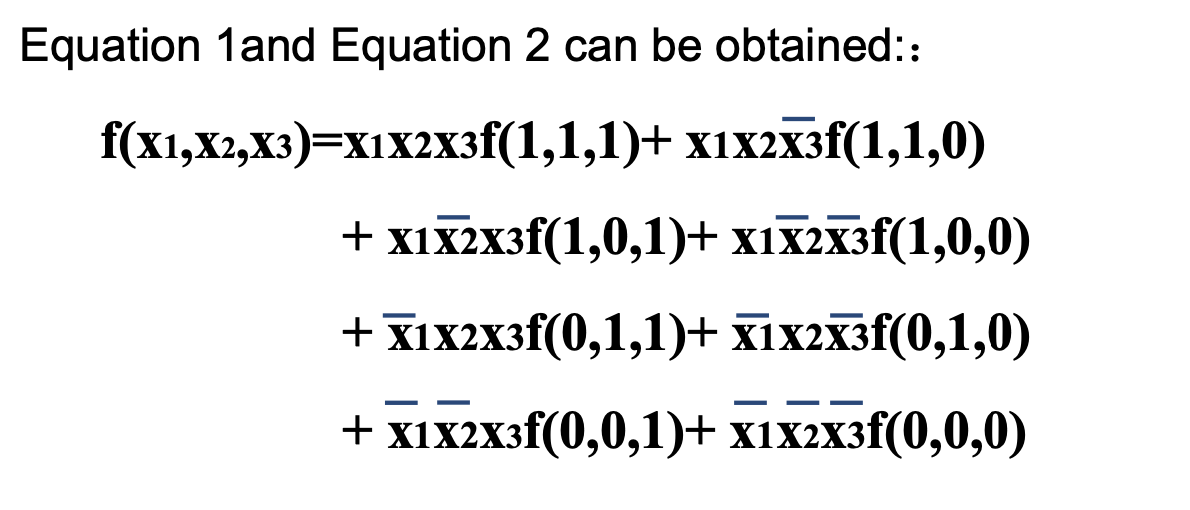 Equation 1and Equation 2 can be obtained:：
f(x1,x2,x3)=x1x2x3f(1,1,1)+ x1x2x̅3f(1,1,0)
+ x1x̅2x3f(1,0,1)+ x1x̅2x̅3f(1,0,0)
+ x̅1x2x3f(0,1,1)+ x̅1x2x̅3f(0,1,0)
+ x̅1x̅2x3f(0,0,1)+ x̅1x̅2x̅3f(0,0,0)